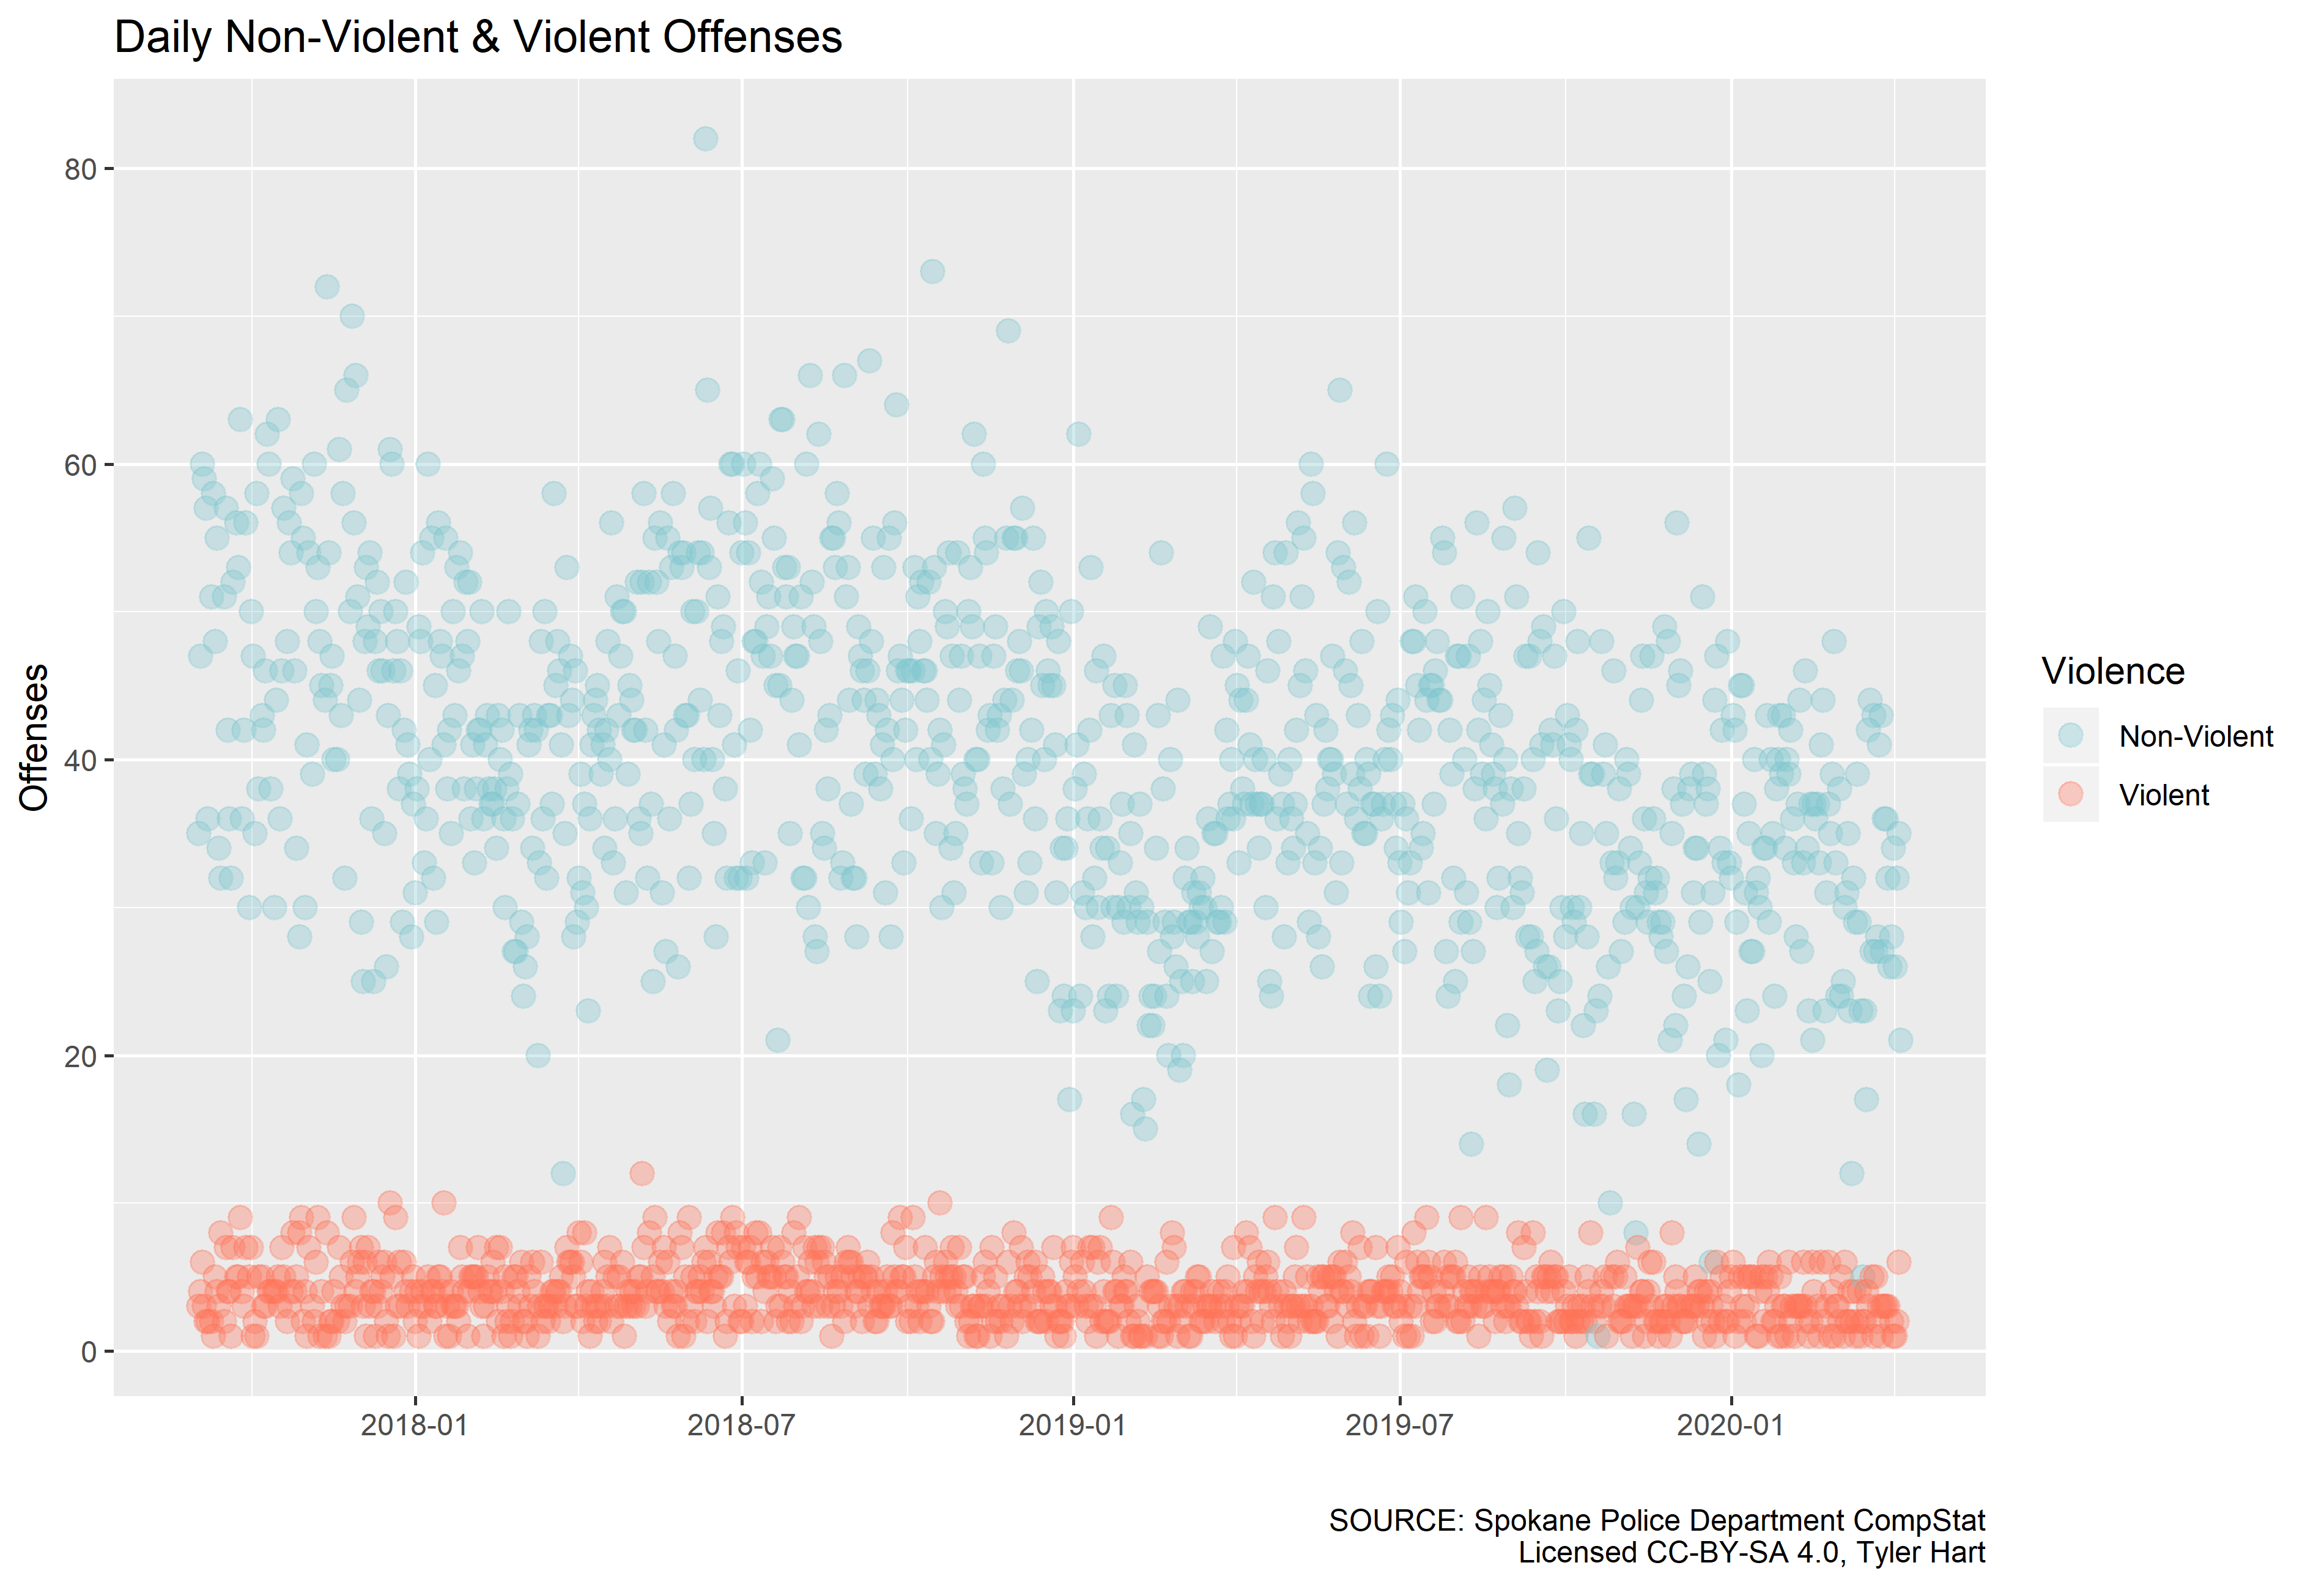 Daily Non-Violent & Violent Offenses
80
60
40
20
0
Offenses
2018-01
2018-07
2019-01
2019-07
2020-01
Violence
Non-Violent
Violent
SOURCE: Spokane Police Department CompStat
Licensed CC-BY-SA 4.0, Tyler Hart